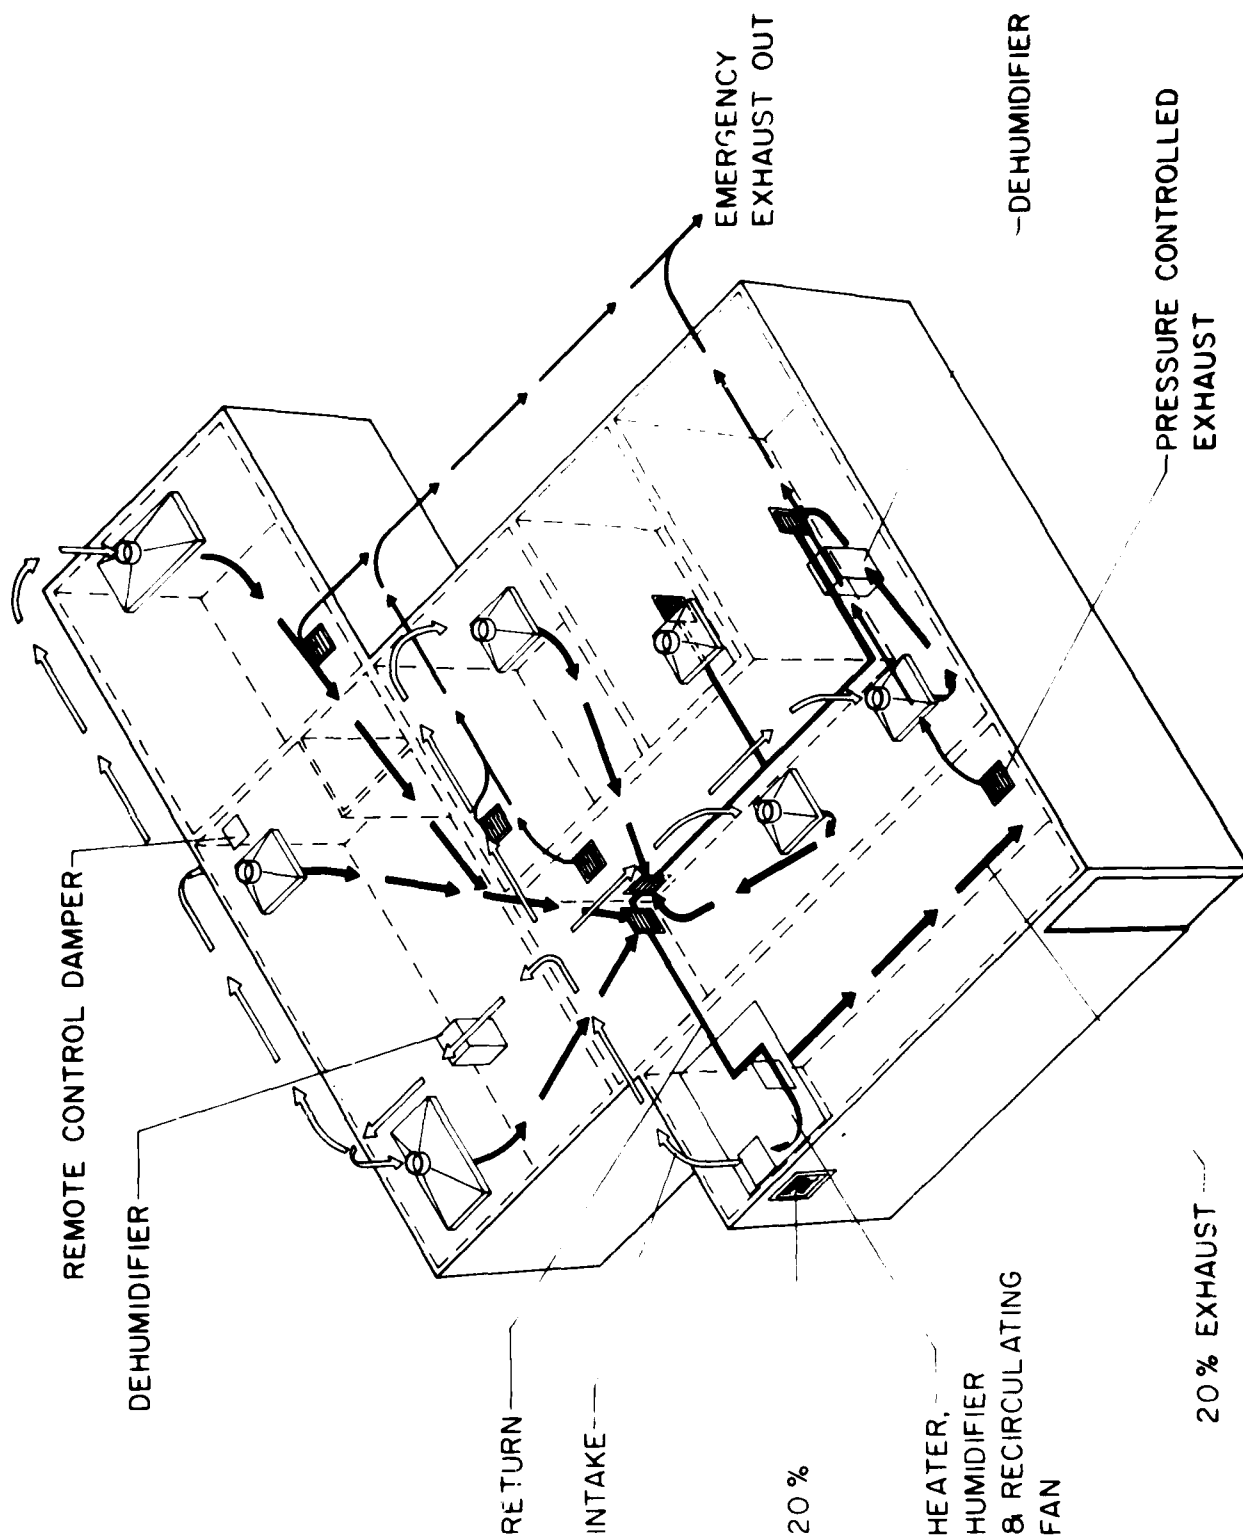 REMOTE CONTROL DAMPER
DEHUMIDIFIER
RETURN
INTAKE
20%
HEATER,
HUMIDIFIER
& RECIRCULATING
FAN
20% EXHAUST
EMERGENCY
EXHAUST OUT
DEHUMIDIFIER
PRESSURE CONTROLLED
EXHAUST